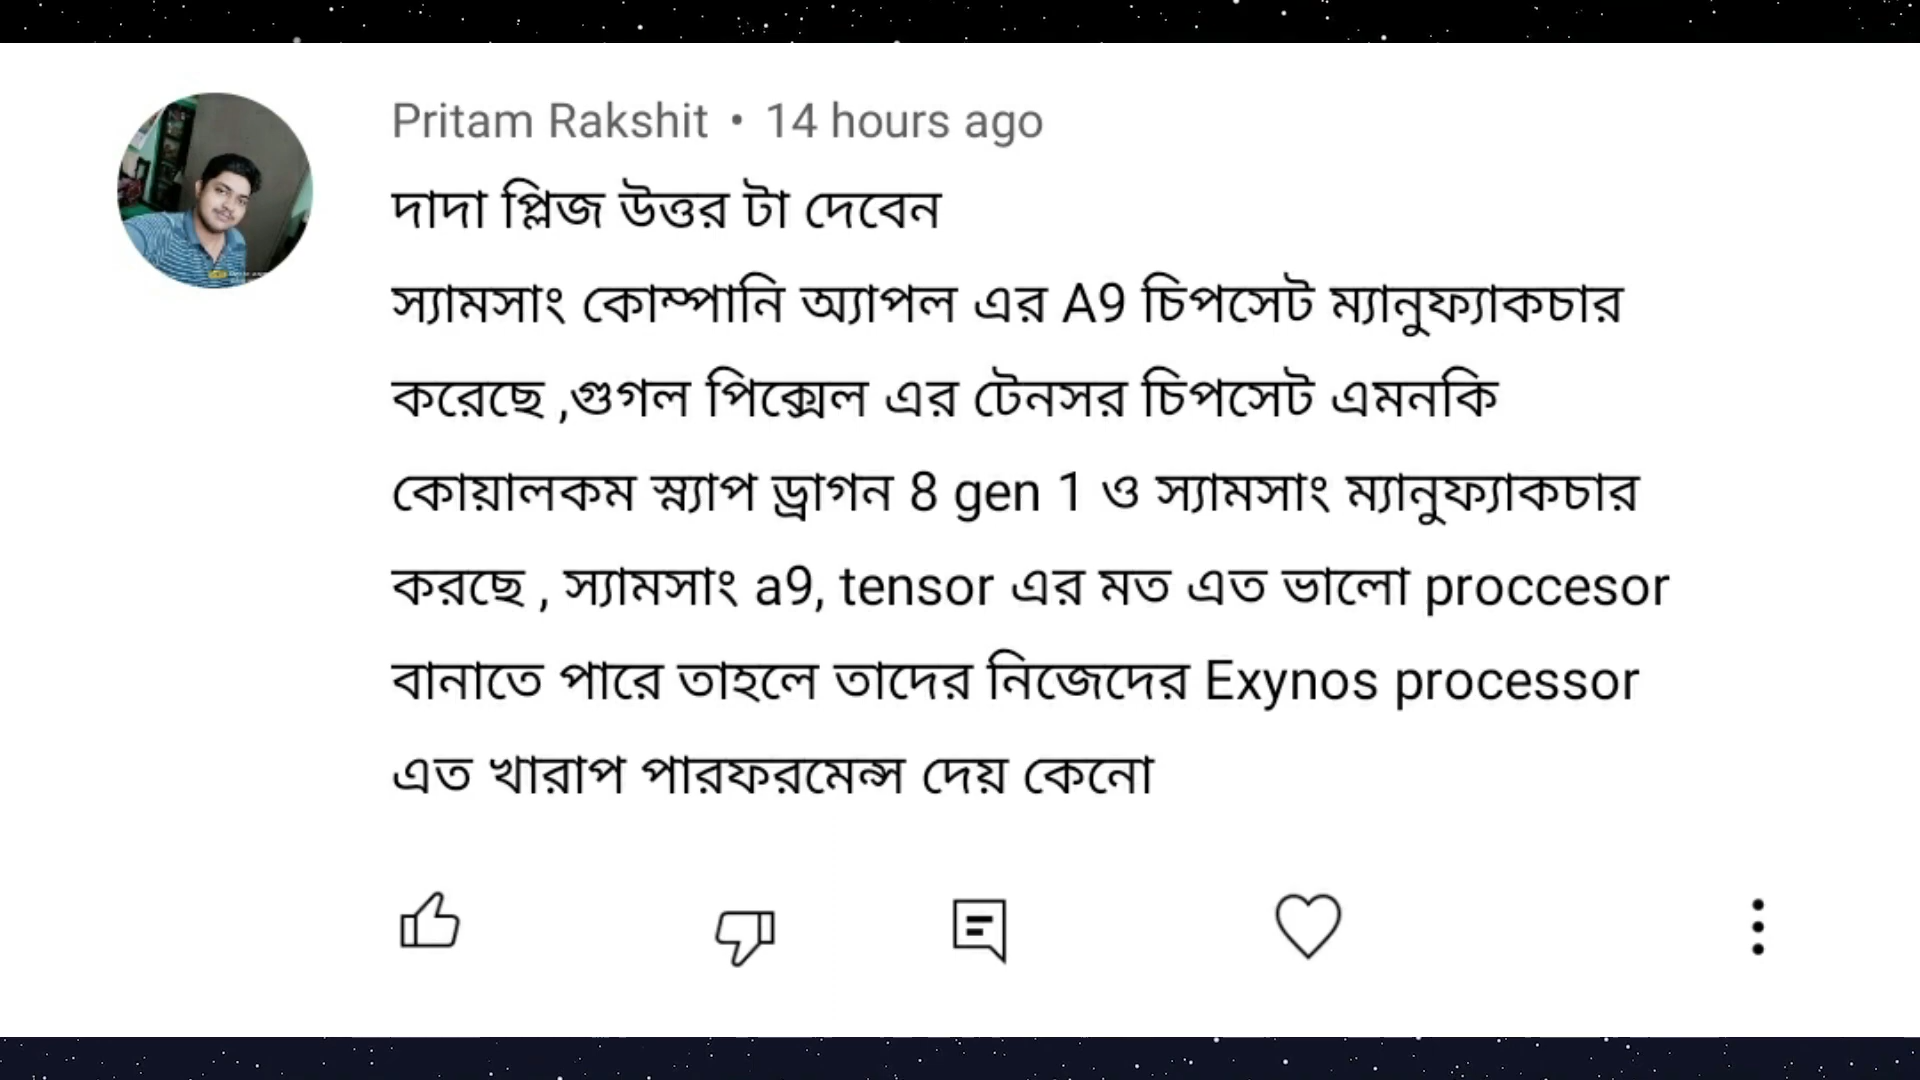 Pritam Rakshit • 14 hours ago
দাদা প্লিজ উত্তর টা দেবেন
স্যামসাং কোম্পানি অ্যাপল এর A9 চিপসেট ম্যানুফ্যাকচার
করেছে ,গুগল পিক্সেল এর টেনসর চিপসেট এমনকি
কোয়ালকম স্ন্যাপ ড্রাগন 8 gen 1 ও স্যামসাং ম্যানুফ্যাকচার
করছে , স্যামসাং a9, tensor এর মত এত ভালো proccesor
বানাতে পারে তাহলে তাদের নিজেদের Exynos processor
এত খারাপ পারফরমেন্স দেয় কেনো